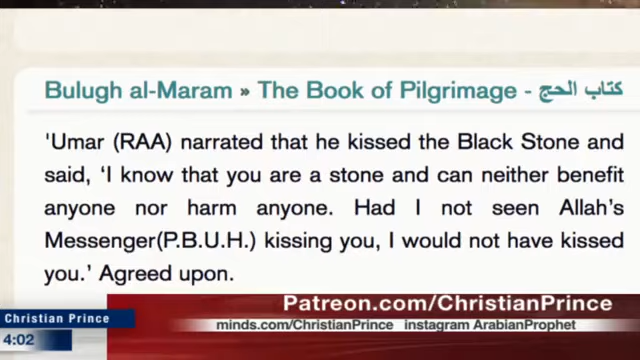 Bulugh al-Maram » The Book of Pilgrimage - كتاب الحج
'Umar (RAA) narrated that he kissed the Black Stone and
said, ‘I know that you are a stone and can neither benefit
anyone nor harm anyone. Had I not seen Allah’s
Messenger(P.B.U.H.) kissing you, I would not have kissed
you.’ Agreed upon.
Patreon.com/ChristianPrince
Christian Prince
minds.com/ChristianPrince instagram ArabianProphet
4:02